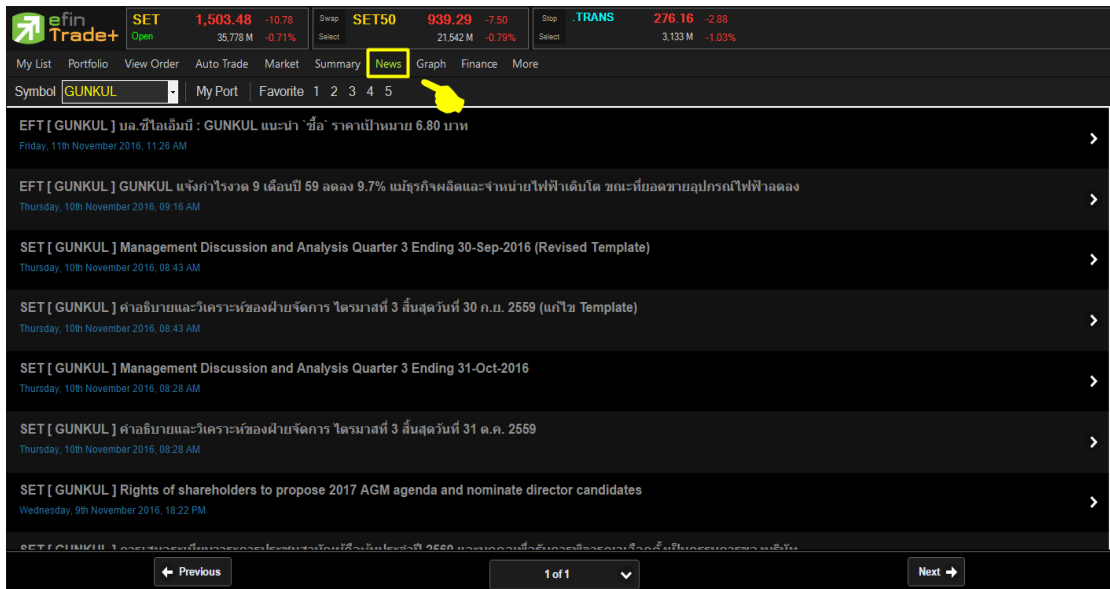 efin Trade+ SET 1,503.48 -10.78 Swap SET50 939.29 -7.50 Stop .TRANS 276.16 -2.88
Open 35,778 M -0.71% Select 21,542 M -0.79% Select 3,133 M -1.03%
My List Portfolio View Order Auto Trade Market Summary News Graph Finance More
Symbol GUNKUL My Port Favorite 1 2 3 4 5
EFT [ GUNKUL ] บล.ซีไอเอ็มบี : GUNKUL แนะนำ `ซื้อ` ราคาเป้าหมาย 6.80 บาท
Friday, 11th November 2016, 11:26 AM
EFT [ GUNKUL ] GUNKUL แจ้งกำไรงวด 9 เดือนปี 59 ลดลง 9.7% แม้ธุรกิจผลิตและจำหน่ายไฟฟ้าเติบโต ขณะที่ยอดขายอุปกรณ์ไฟฟ้าลดลง
Thursday, 10th November 2016, 09:16 AM
SET [ GUNKUL ] Management Discussion and Analysis Quarter 3 Ending 30-Sep-2016 (Revised Template)
Thursday, 10th November 2016, 08:43 AM
SET [ GUNKUL ] คำอธิบายและวิเคราะห์ของฝ่ายจัดการ ไตรมาสที่ 3 สิ้นสุดวันที่ 30 ก.ย. 2559 (แก้ไข Template)
Thursday, 10th November 2016, 08:43 AM
SET [ GUNKUL ] Management Discussion and Analysis Quarter 3 Ending 31-Oct-2016
Thursday, 10th November 2016, 08:28 AM
SET [ GUNKUL ] คำอธิบายและวิเคราะห์ของฝ่ายจัดการ ไตรมาสที่ 3 สิ้นสุดวันที่ 31 ต.ค. 2559
Thursday, 10th November 2016, 08:28 AM
SET [ GUNKUL ] Rights of shareholders to propose 2017 AGM agenda and nominate director candidates
Wednesday, 9th November 2016, 18:22 PM
SET [ GUNKUL ]
Previous 1 of 1 Next